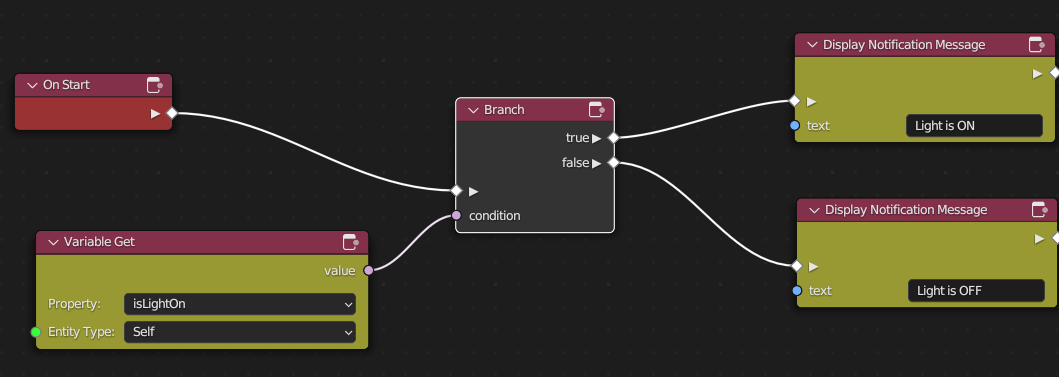 On Start
Variable Get
value
Property: isLightOn
Entity Type: Self
Branch
true
false
condition
Display Notification Message
text Light is ON
Display Notification Message
text Light is OFF